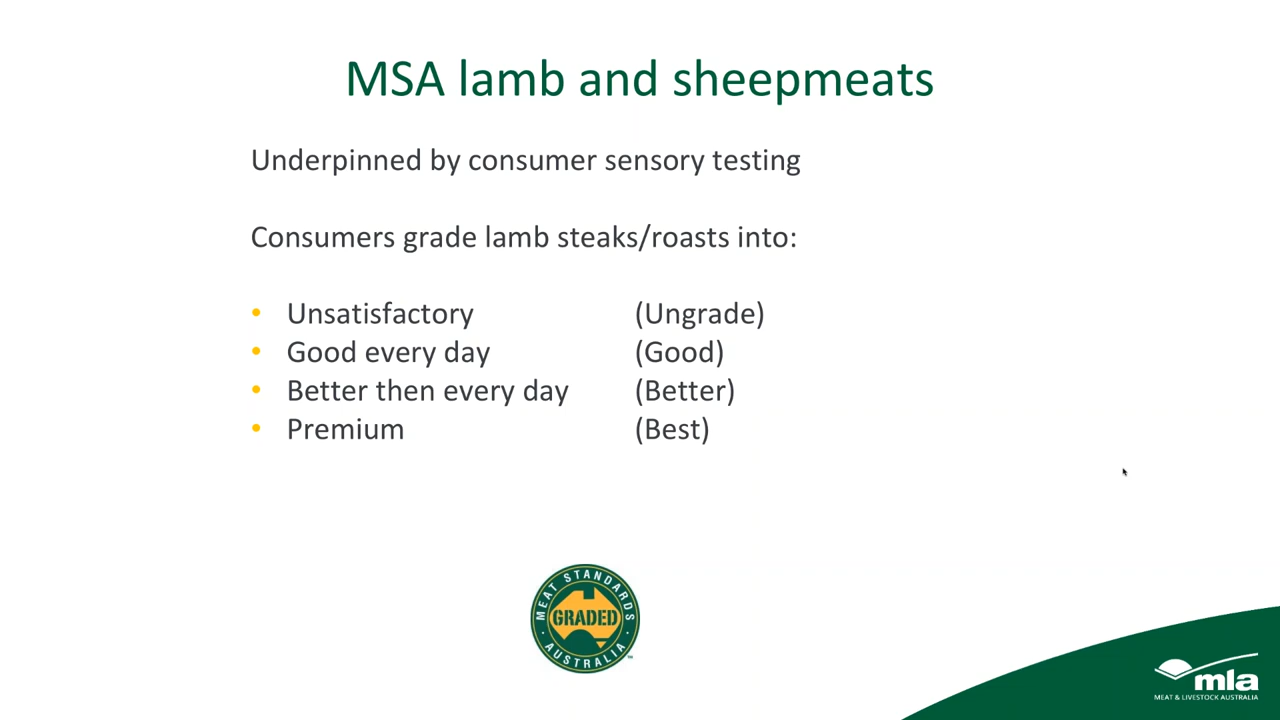 MSA lamb and sheepmeats
Underpinned by consumer sensory testing
Consumers grade lamb steaks/roasts into:
• Unsatisfactory (Ungrade)
• Good every day (Good)
• Better then every day (Better)
• Premium (Best)
MEAT STANDARDS
GRADED
AUSTRALIA
TM
mla
MEAT & LIVESTOCK AUSTRALIA